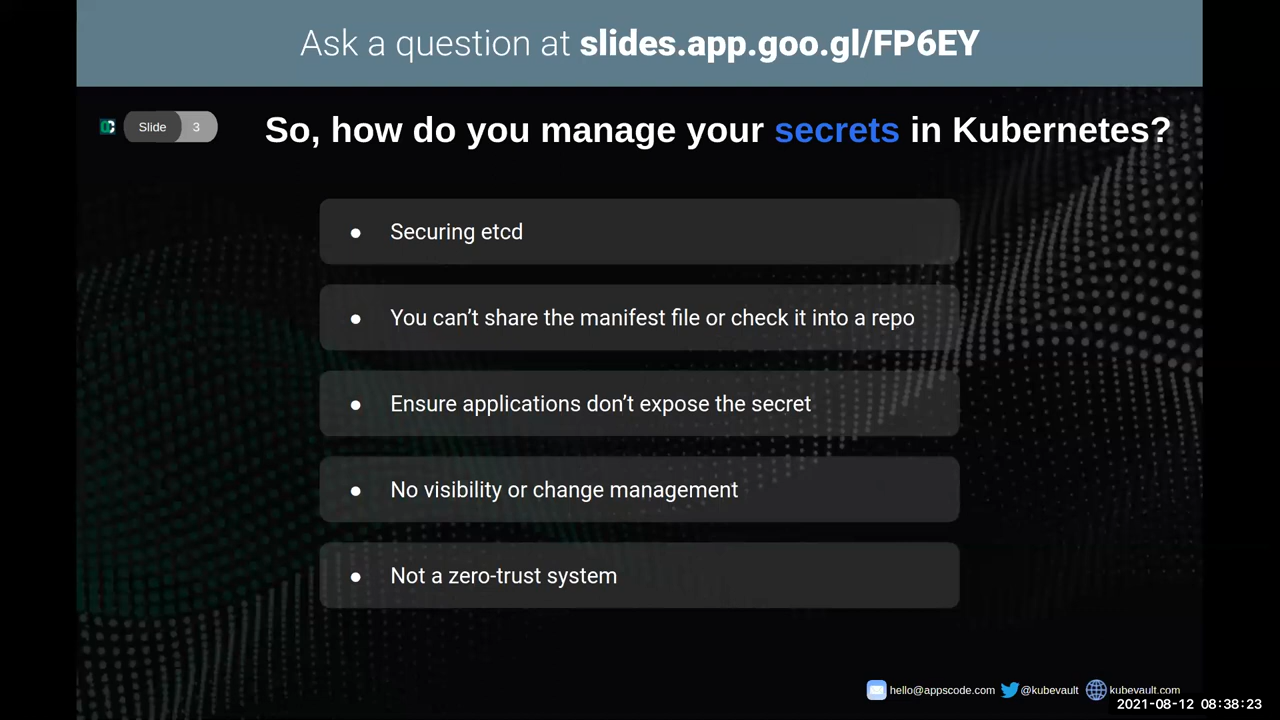 Ask a question at slides.app.goo.gl/FP6EY
Slide 3
So, how do you manage your secrets in Kubernetes?
● Securing etcd
● You can’t share the manifest file or check it into a repo
● Ensure applications don’t expose the secret
● No visibility or change management
● Not a zero-trust system
hello@appscode.com @kubevault kubevault.com
2021-08-12 08:38:23